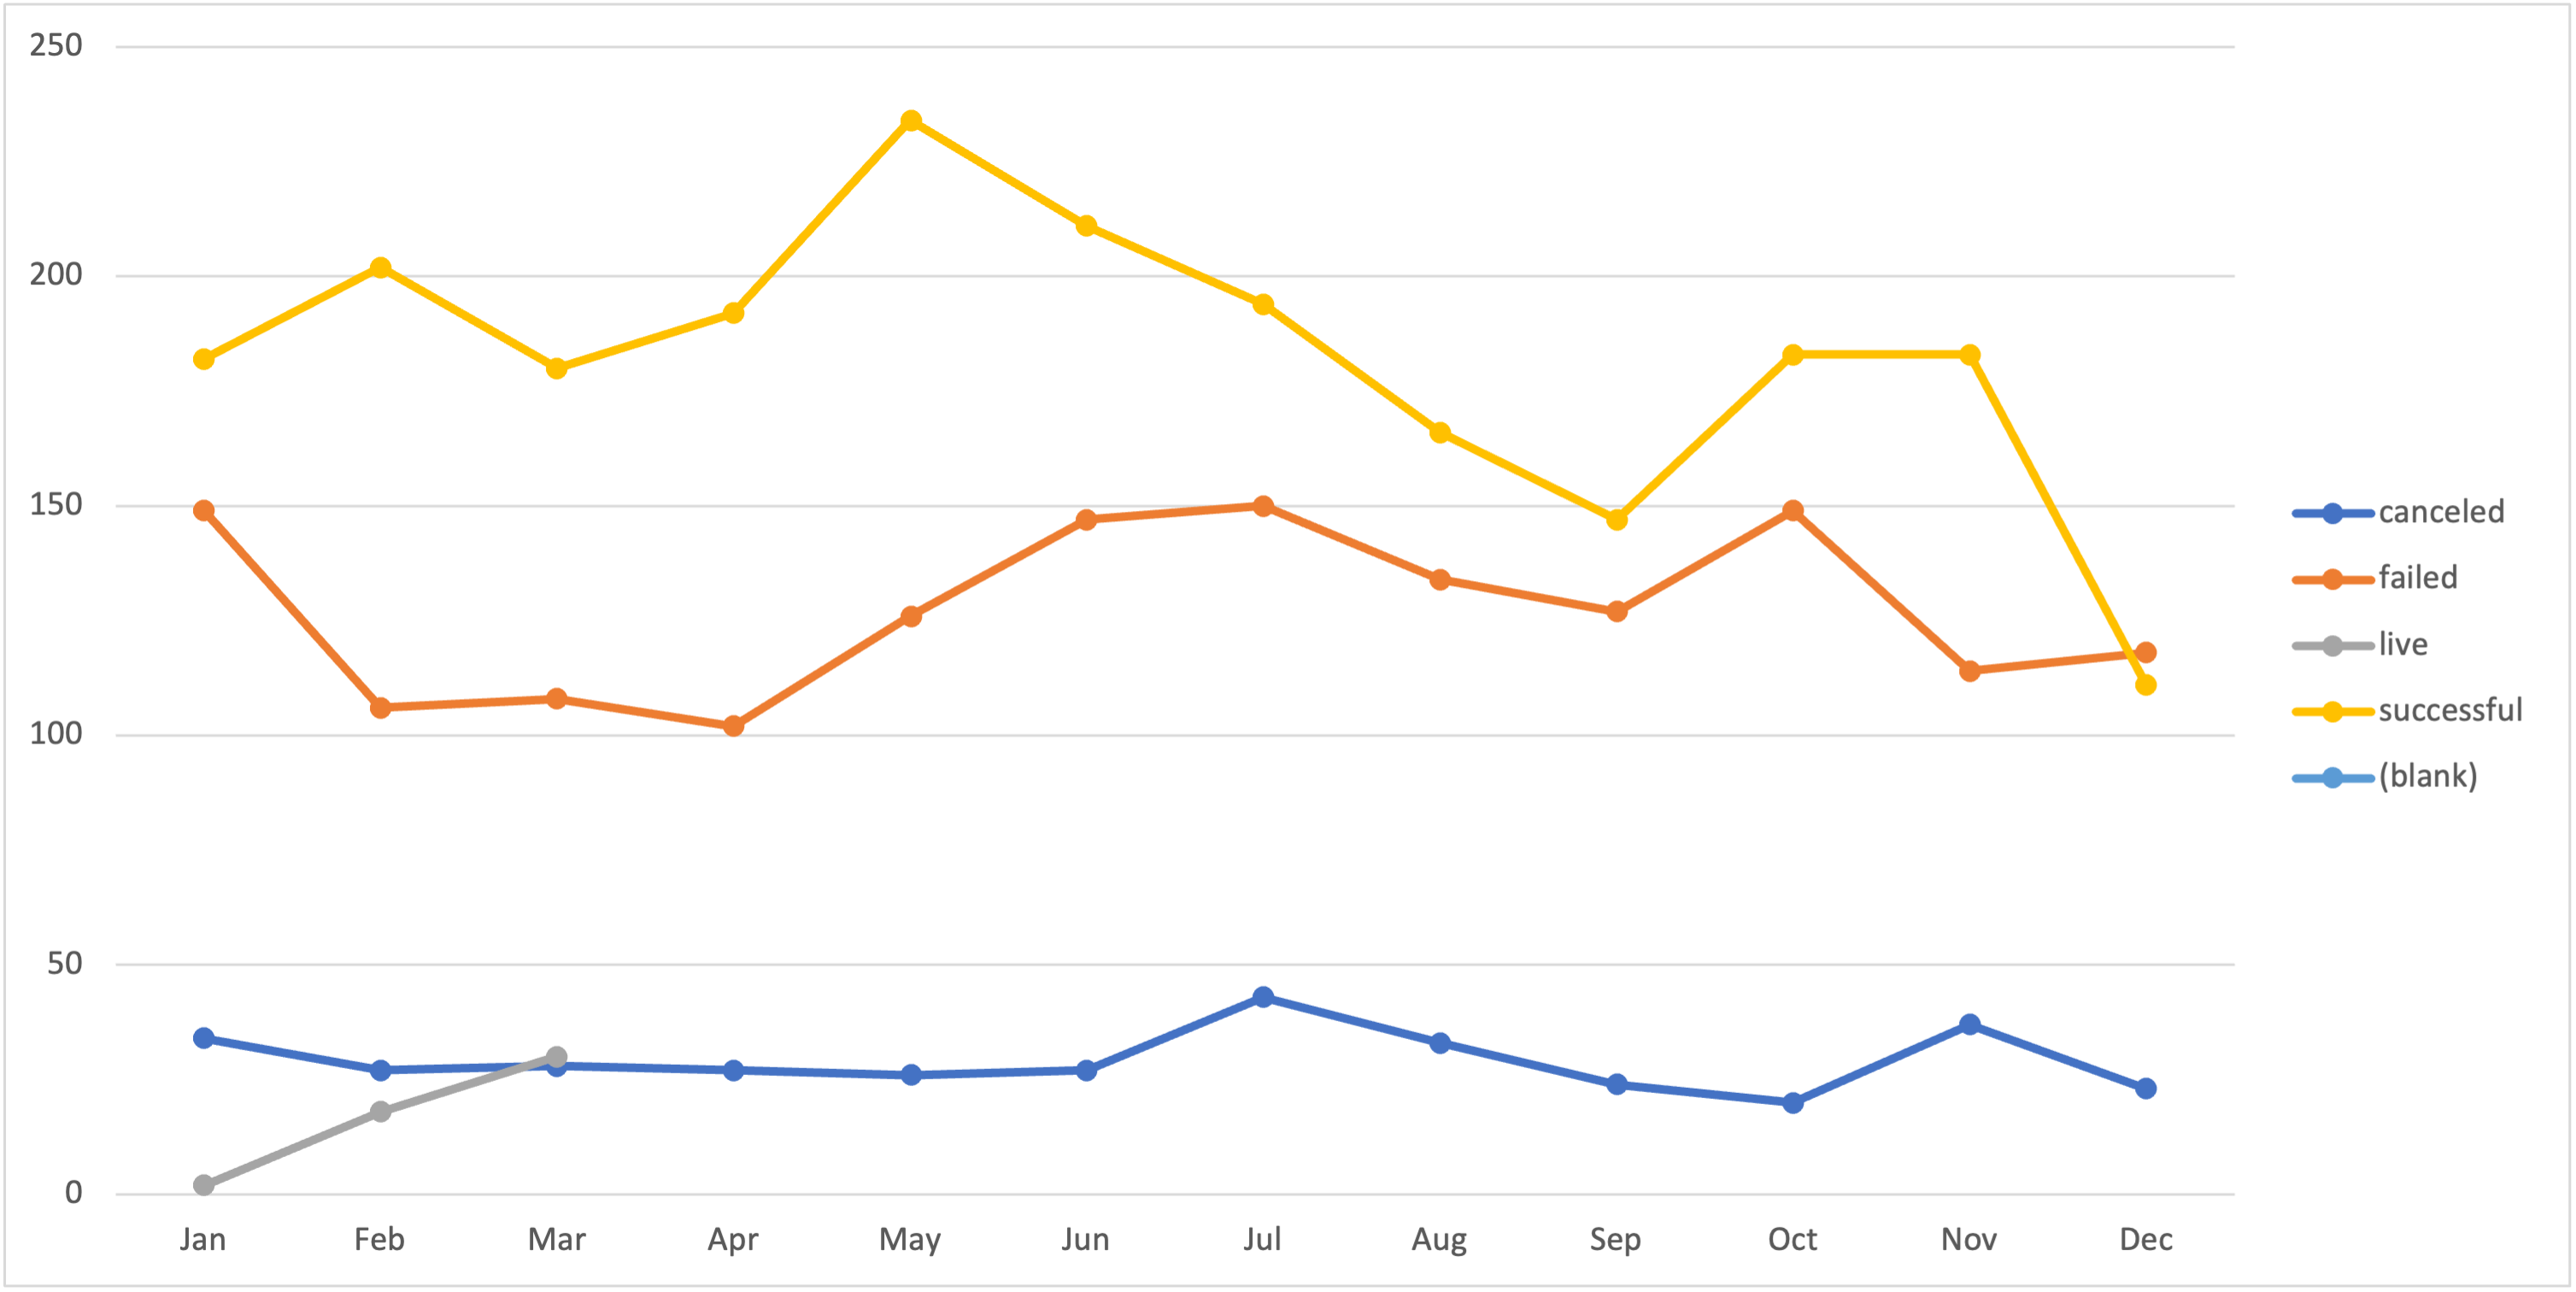 250
200
150
100
50
0
Jan Feb Mar Apr May Jun Jul Aug Sep Oct Nov Dec
canceled
failed
live
successful
(blank)